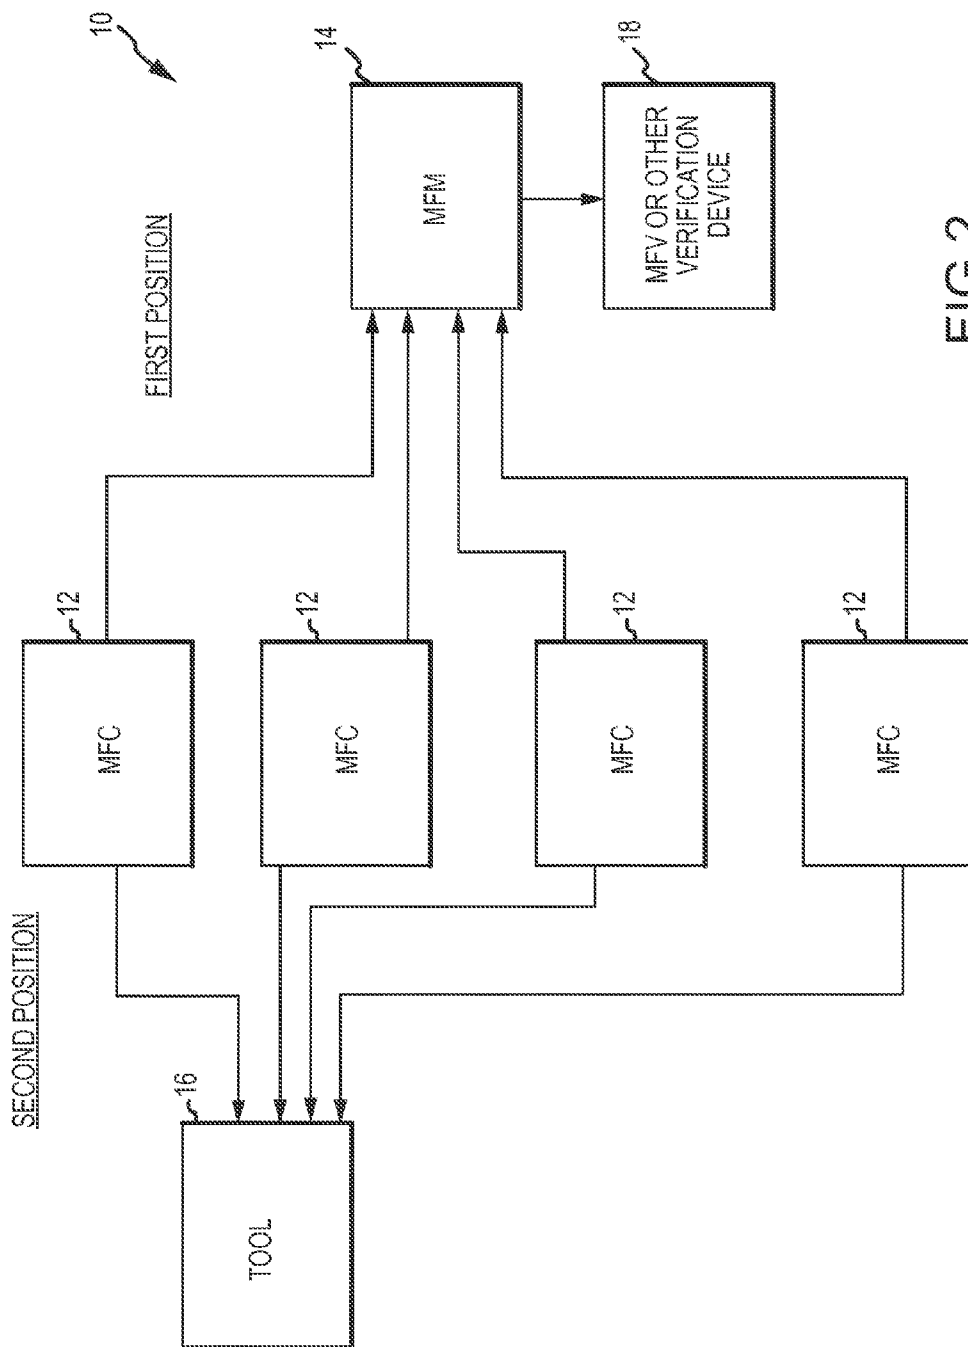 10
FIRST POSITION
SECOND POSITION
14
MFM
18
MFV OR OTHER
VERIFICATION
DEVICE
12
MFC
12
MFC
12
MFC
12
MFC
16
TOOL
FIG.2